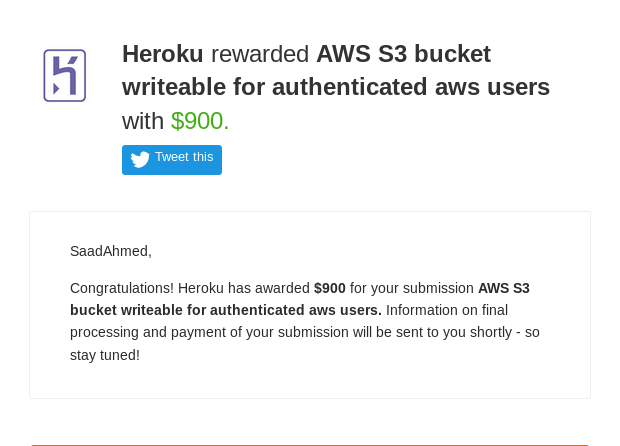 Heroku rewarded AWS S3 bucket
writeable for authenticated aws users
with $900.
Tweet this
SaadAhmed,
Congratulations! Heroku has awarded $900 for your submission AWS S3
bucket writeable for authenticated aws users. Information on final
processing and payment of your submission will be sent to you shortly - so
stay tuned!